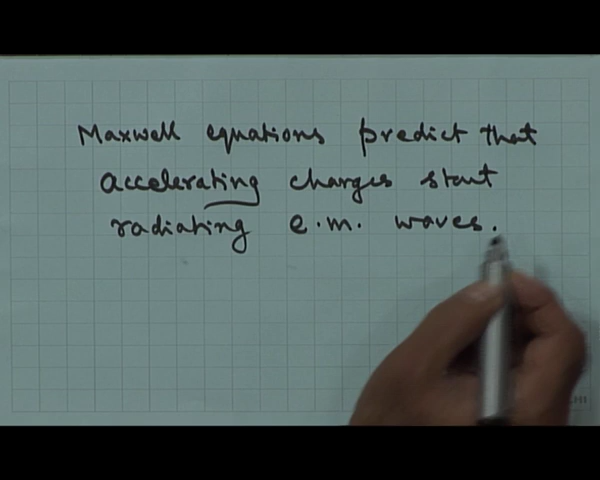 Maxwell equations predict that
accelerating charges start
radiating e.m. waves.